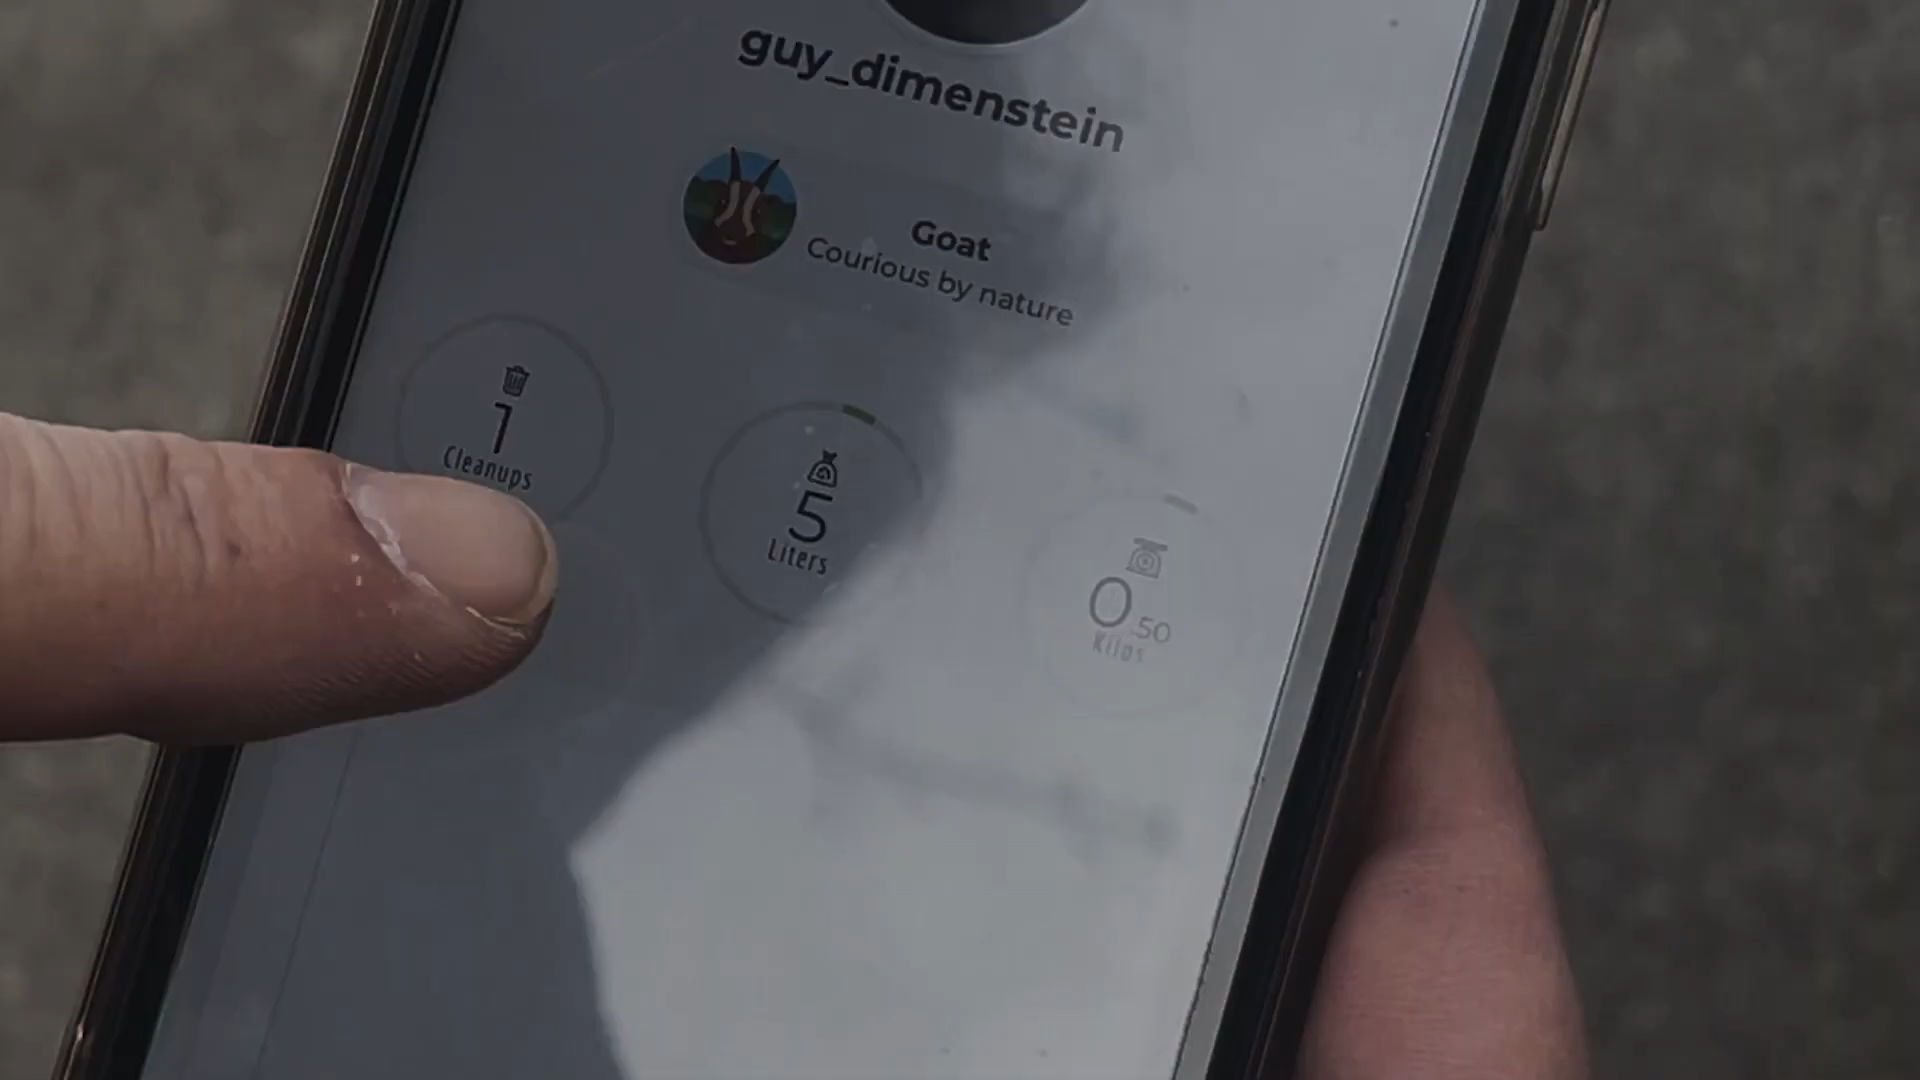 guy_dimenstein
Goat
Courious by nature
1
Cleanups
5
Liters
0.50
Kilos